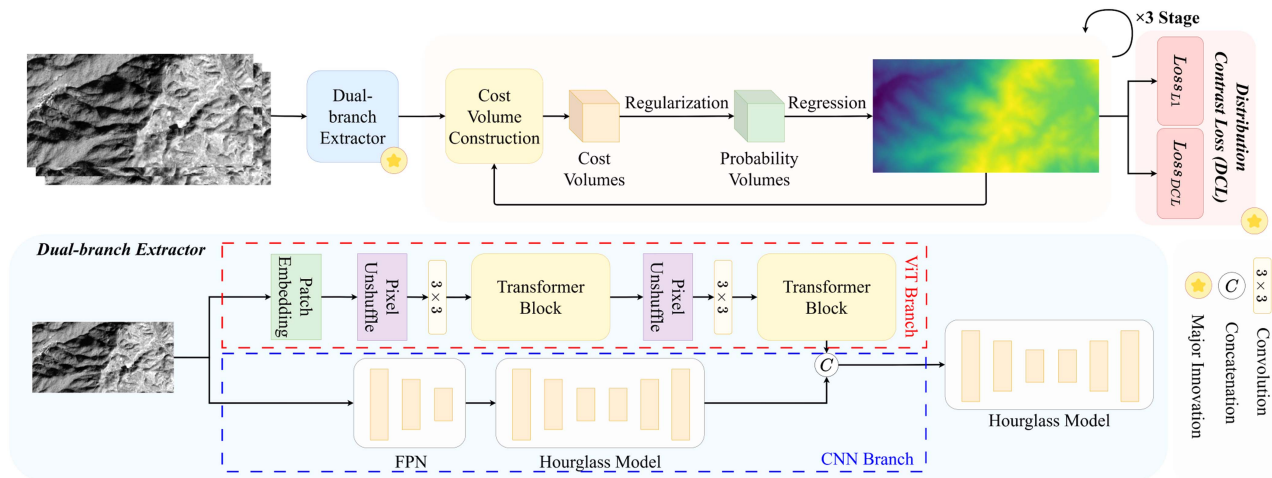 ×3 Stage
Dual-
branch
Extractor
Cost
Volume
Construction
Cost
Volumes
Regularization
Probability
Volumes
Regression
Loss_{L1}
Loss_{DCL}
Distribution
Contrast Loss (DCL)
Dual-branch Extractor
Patch
Embedding
Pixel
Unshuffle
3 × 3
Transformer
Block
Pixel
Unshuffle
3 × 3
Transformer
Block
ViT Branch
C
FPN
Hourglass Model
CNN Branch
Hourglass Model
3 × 3
Convolution
C
Concatenation
Major Innovation